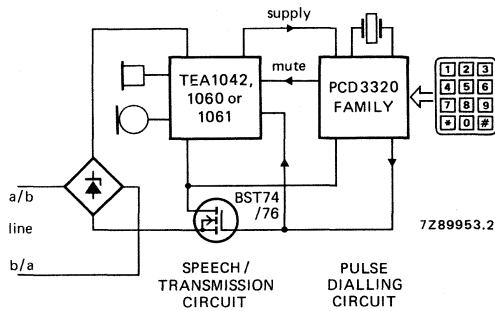 supply
mute
TEA1042,
1060 or
1061
PCD3320
FAMILY
1 2 3
4 5 6
7 8 9
* 0 #
a/b
line
b/a
BST74
/76
7Z89953.2
SPEECH/
TRANSMISSION
CIRCUIT
PULSE
DIALLING
CIRCUIT